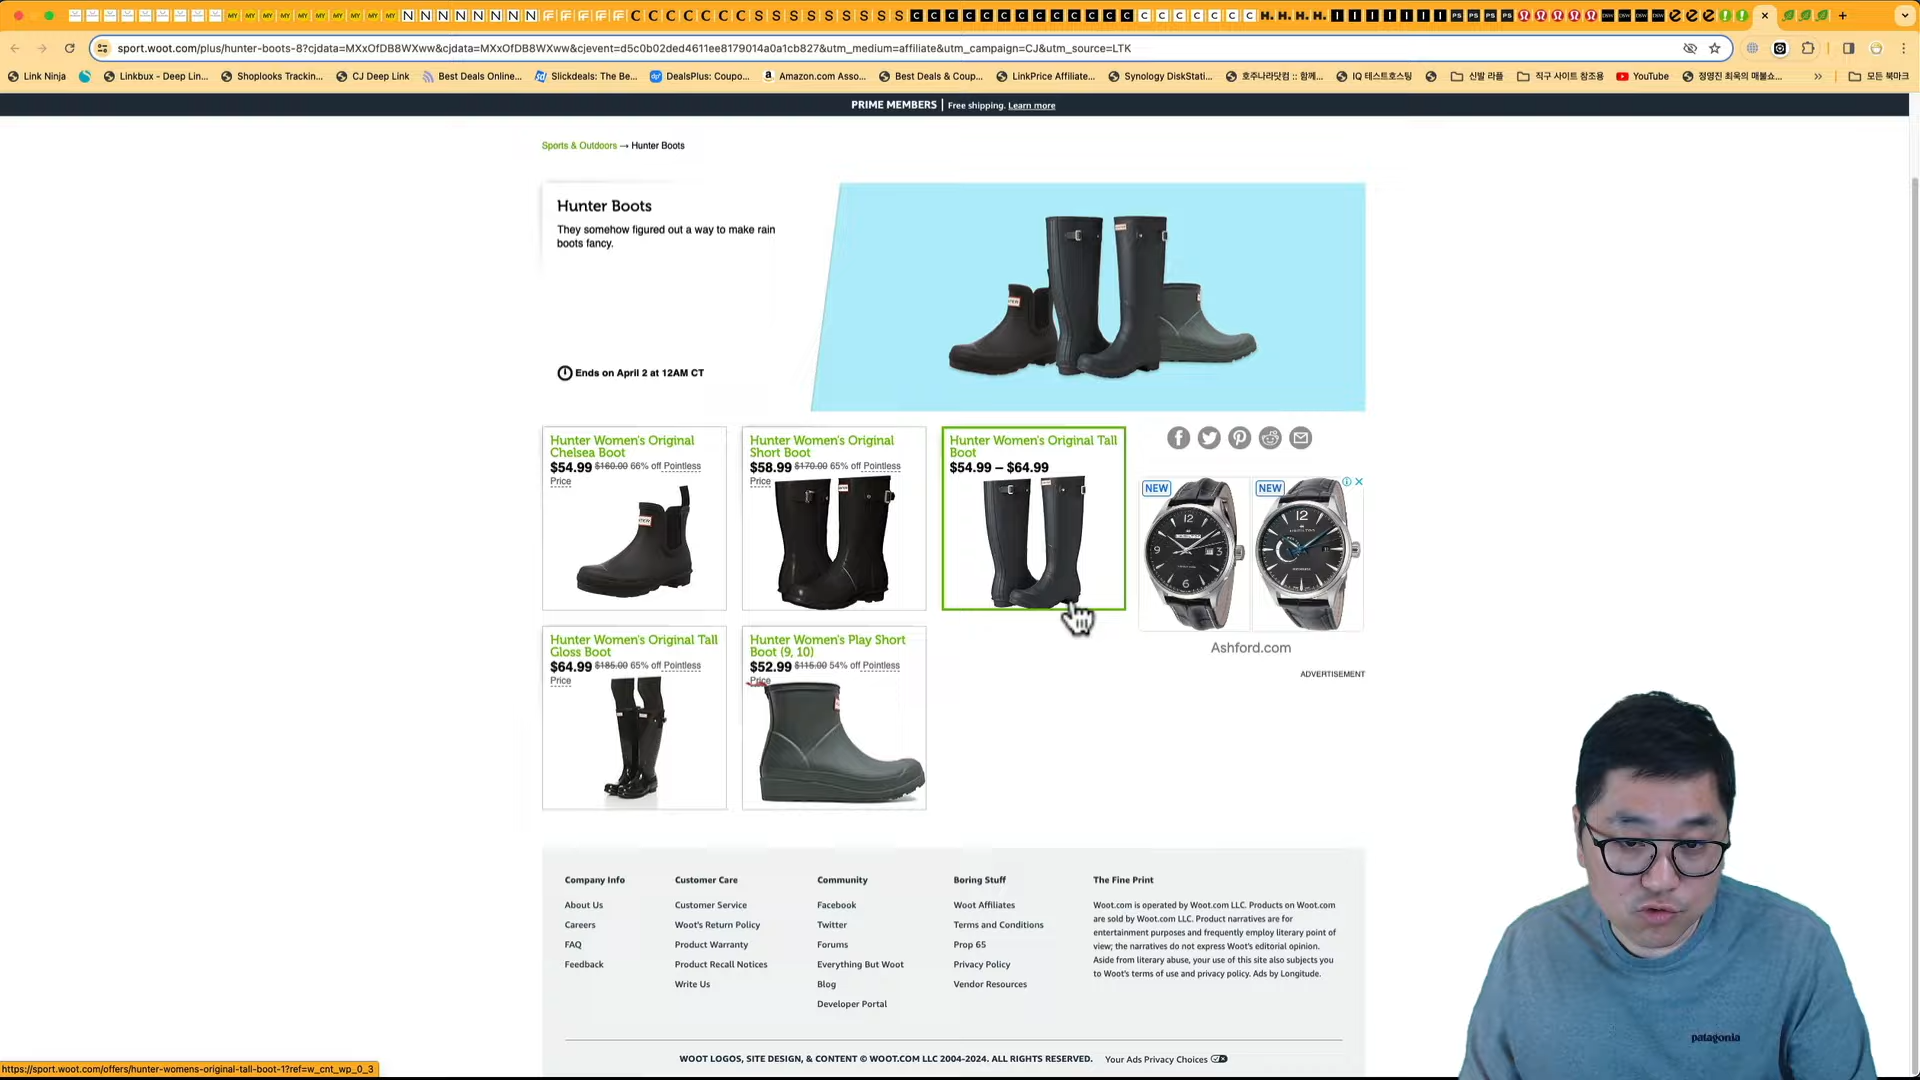 sport.woot.com/plus/hunter-boots-8?cjdata=MXxOfDB8WXww&cjdata=MXxOfDB8WXww&cjevent=d5c0b02ded4611ee8179014a0a1cb827&utm_medium=affiliate&utm_campaign=CJ&utm_source=LTK
Link Ninja Linkbux - Deep Lin... Shoplooks Trackin... CJ Deep Link Best Deals Online... Slickdeals: The Be... DealsPlus: Coupo... Amazon.com Asso... Best Deals & Coup... LinkPrice Affiliate... Synology DiskStati... 호주나라닷컴 :: 함께... IQ 테스트호스팅 신발 라플 직구 사이트 참조용 YouTube 정영진 최욱의 매불쇼... 모든 북마크
PRIME MEMBERS | Free shipping. Learn more
Sports & Outdoors → Hunter Boots
Hunter Boots
They somehow figured out a way to make rain
boots fancy.
Ends on April 2 at 12AM CT
Hunter Women's Original
Chelsea Boot
$54.99 $160.00 66% off Pointless
Price
Hunter Women's Original
Short Boot
$58.99 $170.00 65% off Pointless
Price
Hunter Women's Original Tall
Boot
$54.99 – $64.99
NEW NEW
Ashford.com
ADVERTISEMENT
Hunter Women's Original Tall
Gloss Boot
$64.99 $185.00 65% off Pointless
Price
Hunter Women's Play Short
Boot (9, 10)
$52.99 $115.00 54% off Pointless
Price
Company Info
About Us
Careers
FAQ
Feedback
Customer Care
Customer Service
Woot's Return Policy
Product Warranty
Product Recall Notices
Write Us
Community
Facebook
Twitter
Forums
Everything But Woot
Blog
Developer Portal
Boring Stuff
Woot Affiliates
Terms and Conditions
Prop 65
Privacy Policy
Vendor Resources
The Fine Print
Woot.com is operated by Woot.com LLC. Products on Woot.com
are sold by Woot.com LLC. Product narratives are for
entertainment purposes and frequently employ literary point of
view; the narratives do not express Woot's editorial opinion.
Aside from literary abuse, your use of this site also subjects you
to Woot's terms of use and privacy policy. Ads by Longitude.
WOOT LOGOS, SITE DESIGN, & CONTENT © WOOT.COM LLC 2004-2024. ALL RIGHTS RESERVED. Your Ads Privacy Choices
patagonia
https://sport.woot.com/offers/hunter-womens-original-tall-boot-1?ref=w_cnt_wp_0_3